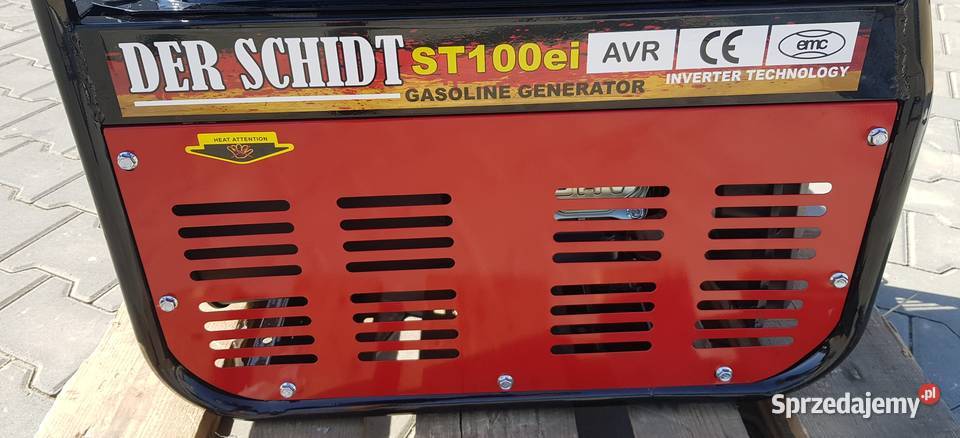 DER SCHIDT ST100ei AVR CE emc
GASOLINE GENERATOR INVERTER TECHNOLOGY
HEAT ATTENTION
Sprzedajemy.pl